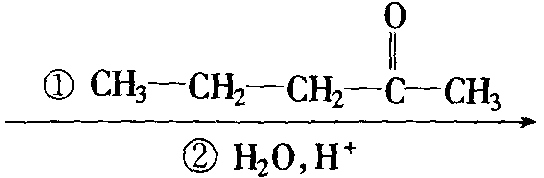 O
① CH₃—CH₂—CH₂—C—CH₃
② H₂O,H⁺